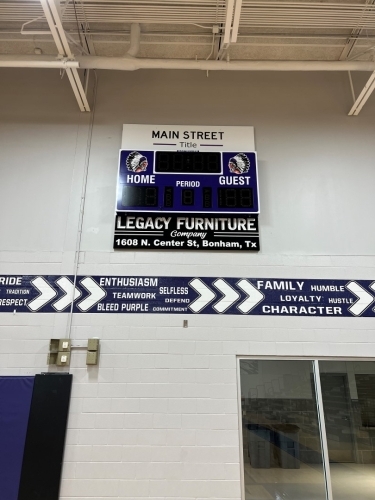 MAIN STREET
Title
HOME
PERIOD
GUEST
LEGACY FURNITURE
Company
1608 N. Center St, Bonham, Tx
RIDE ENTHUSIASM SELFLESS FAMILY HUMBLE
TRADITION TEAMWORK DEFEND LOYALTY HUSTLE
RESPECT BLEED PURPLE COMMITMENT CHARACTER